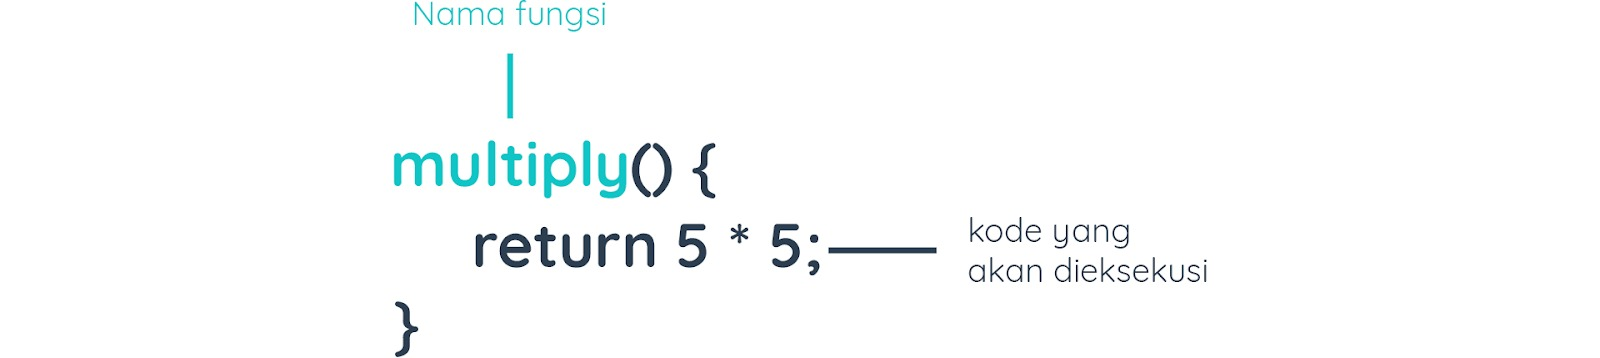 Nama fungsi
multiply() {
return 5 * 5;
kode yang
akan dieksekusi
}